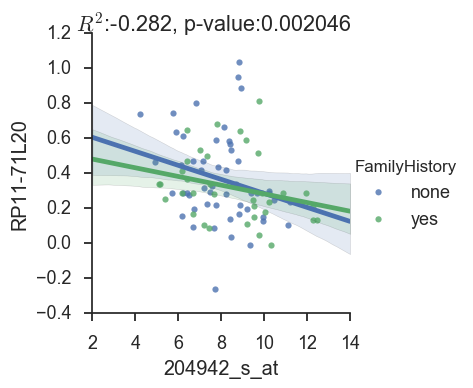 R²:-0.282, p-value:0.002046
1.2
1.0
0.8
0.6
0.4
0.2
0.0
−0.2
−0.4
RP11-71L20
FamilyHistory
none
yes
2 4 6 8 10 12 14
204942_s_at